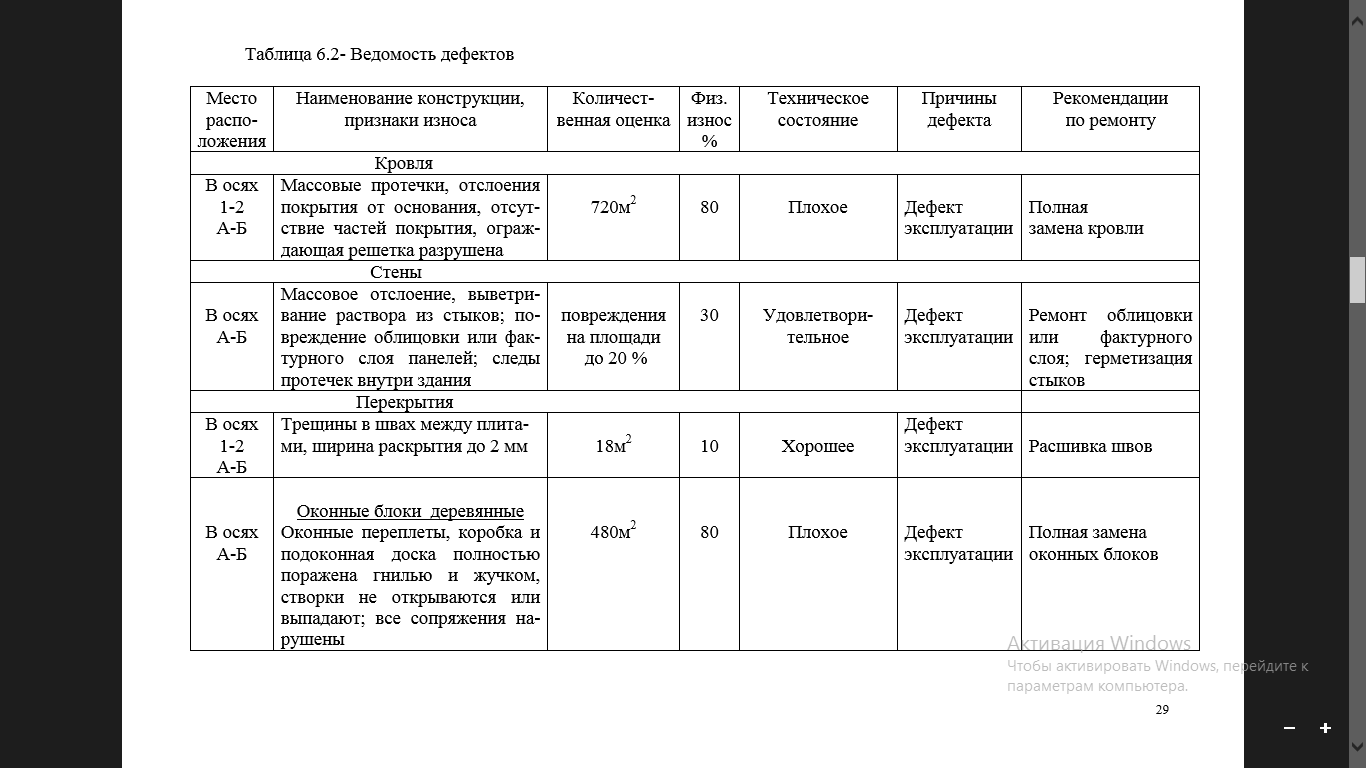 Таблица 6.2- Ведомость дефектов
Место
распо-
ложения
Наименование конструкции,
признаки износа
Количест-
венная оценка
Физ.
износ
%
Техническое
состояние
Причины
дефекта
Рекомендации
по ремонту
Кровля
В осях
1-2
А-Б
Массовые протечки, отслоения
покрытия от основания, отсут-
ствие частей покрытия, ограж-
дающая решетка разрушена
720м²
80
Плохое
Дефект
эксплуатации
Полная
замена кровли
Стены
В осях
А-Б
Массовое отслоение, выветри-
вание раствора из стыков; по-
вреждение облицовки или фак-
турного слоя панелей; следы
протечек внутри здания
повреждения
на площади
до 20 %
30
Удовлетвори-
тельное
Дефект
эксплуатации
Ремонт облицовки
или фактурного
слоя; герметизация
стыков
Перекрытия
В осях
1-2
А-Б
Трещины в швах между плита-
ми, ширина раскрытия до 2 мм
18м²
10
Хорошее
Дефект
эксплуатации
Расшивка швов
В осях
А-Б
Оконные блоки деревянные
Оконные переплеты, коробка и
подоконная доска полностью
поражена гнилью и жучком,
створки не открываются или
выпадают; все сопряжения на-
рушены
480м²
80
Плохое
Дефект
эксплуатации
Полная замена
оконных блоков
Активация Windows
Чтобы активировать Windows, перейдите к
параметрам компьютера.
29